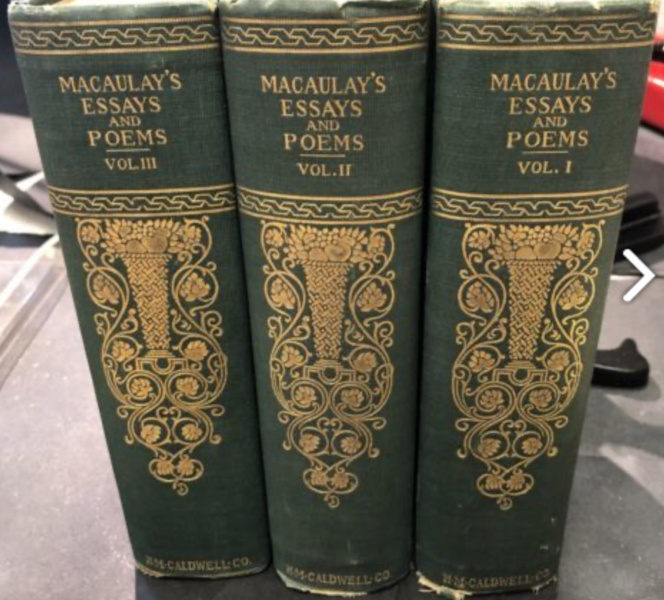 MACAULAY'S
ESSAYS
AND
POEMS
VOL.III
H·M·CALDWELL·CO.
MACAULAY'S
ESSAYS
AND
POEMS
VOL.II
H·M·CALDWELL·CO.
MACAULAY'S
ESSAYS
AND
POEMS
VOL. I
H·M·CALDWELL·CO.